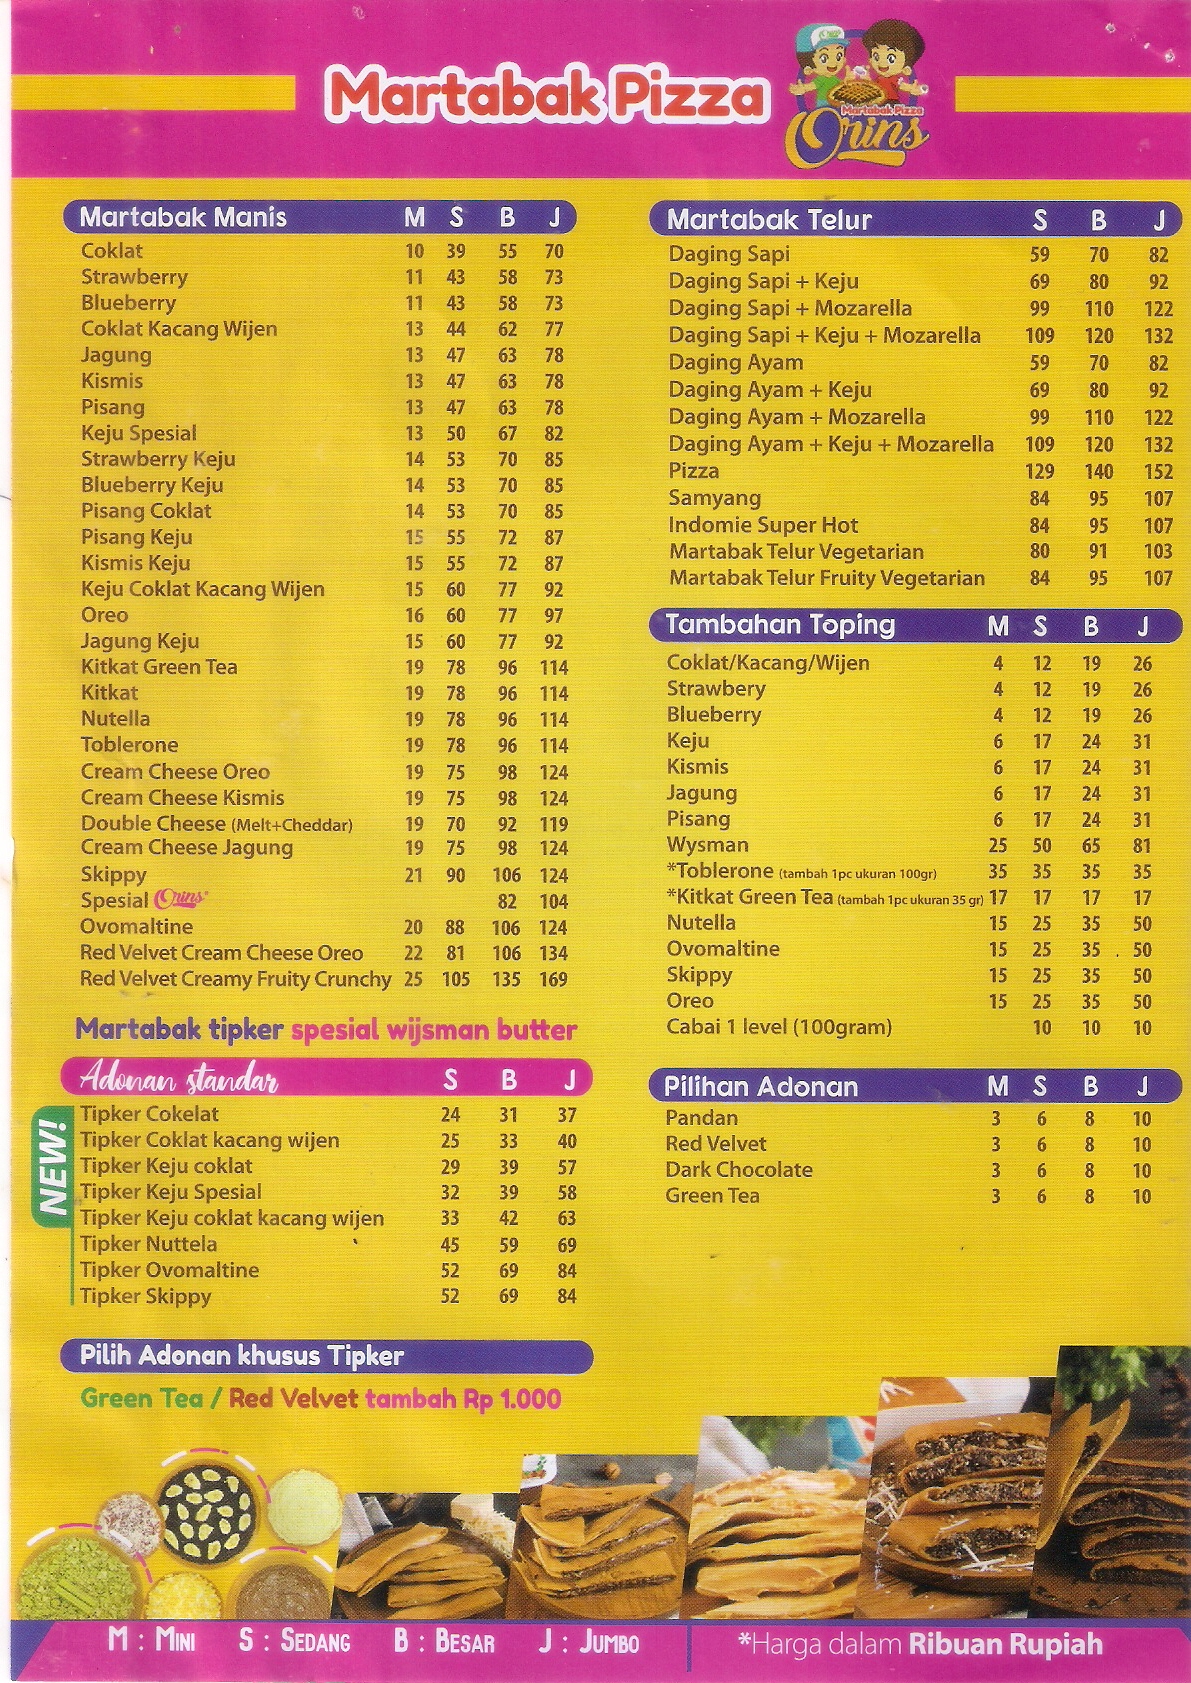 Martabak Pizza
Martabak Pizza
Orins
Martabak Manis M S B J
Coklat 10 39 55 70
Strawberry 11 43 58 73
Blueberry 11 43 58 73
Coklat Kacang Wijen 13 44 62 77
Jagung 13 47 63 78
Kismis 13 47 63 78
Pisang 13 47 63 78
Keju Spesial 13 50 67 82
Strawberry Keju 14 53 70 85
Blueberry Keju 14 53 70 85
Pisang Coklat 14 53 70 85
Pisang Keju 15 55 72 87
Kismis Keju 15 55 72 87
Keju Coklat Kacang Wijen 15 60 77 92
Oreo 16 60 77 97
Jagung Keju 15 60 77 92
Kitkat Green Tea 19 78 96 114
Kitkat 19 78 96 114
Nutella 19 78 96 114
Toblerone 19 78 96 114
Cream Cheese Oreo 19 75 98 124
Cream Cheese Kismis 19 75 98 124
Double Cheese (Melt+Cheddar) 19 70 92 119
Cream Cheese Jagung 19 75 98 124
Skippy 21 90 106 124
Spesial Orins 82 104
Ovomaltine 20 88 106 124
Red Velvet Cream Cheese Oreo 22 81 106 134
Red Velvet Creamy Fruity Crunchy 25 105 135 169
Martabak tipker spesial wijsman butter
Adonan standar S B J
NEW!
Tipker Cokelat 24 31 37
Tipker Coklat kacang wijen 25 33 40
Tipker Keju coklat 29 39 57
Tipker Keju Spesial 32 39 58
Tipker Keju coklat kacang wijen 33 42 63
Tipker Nuttela 45 59 69
Tipker Ovomaltine 52 69 84
Tipker Skippy 52 69 84
Pilih Adonan khusus Tipker
Green Tea / Red Velvet tambah Rp 1.000
Martabak Telur S B J
Daging Sapi 59 70 82
Daging Sapi + Keju 69 80 92
Daging Sapi + Mozarella 99 110 122
Daging Sapi + Keju + Mozarella 109 120 132
Daging Ayam 59 70 82
Daging Ayam + Keju 69 80 92
Daging Ayam + Mozarella 99 110 122
Daging Ayam + Keju + Mozarella 109 120 132
Pizza 129 140 152
Samyang 84 95 107
Indomie Super Hot 84 95 107
Martabak Telur Vegetarian 80 91 103
Martabak Telur Fruity Vegetarian 84 95 107
Tambahan Toping M S B J
Coklat/Kacang/Wijen 4 12 19 26
Strawbery 4 12 19 26
Blueberry 4 12 19 26
Keju 6 17 24 31
Kismis 6 17 24 31
Jagung 6 17 24 31
Pisang 6 17 24 31
Wysman 25 50 65 81
*Toblerone (tambah 1pc ukuran 100gr) 35 35 35 35
*Kitkat Green Tea (tambah 1pc ukuran 35 gr) 17 17 17 17
Nutella 15 25 35 50
Ovomaltine 15 25 35 50
Skippy 15 25 35 50
Oreo 15 25 35 50
Cabai 1 level (100gram) 10 10 10
Pilihan Adonan M S B J
Pandan 3 6 8 10
Red Velvet 3 6 8 10
Dark Chocolate 3 6 8 10
Green Tea 3 6 8 10
M : Mini S : Sedang B : Besar J : Jumbo
*Harga dalam Ribuan Rupiah